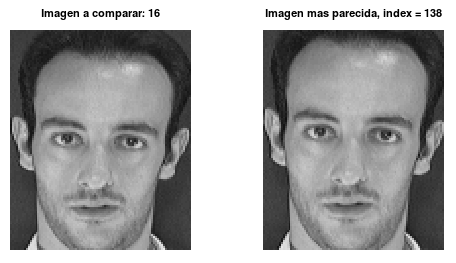 Imagen a comparar: 16
Imagen mas parecida, index = 138